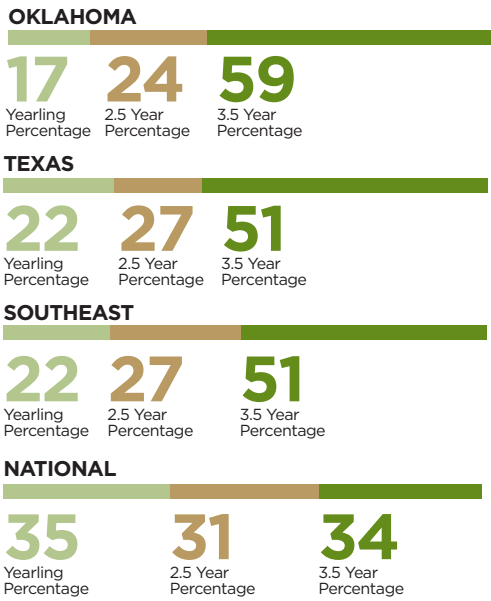 OKLAHOMA
17 24 59
Yearling 2.5 Year 3.5 Year
Percentage Percentage Percentage
TEXAS
22 27 51
Yearling 2.5 Year 3.5 Year
Percentage Percentage Percentage
SOUTHEAST
22 27 51
Yearling 2.5 Year 3.5 Year
Percentage Percentage Percentage
NATIONAL
35 31 34
Yearling 2.5 Year 3.5 Year
Percentage Percentage Percentage